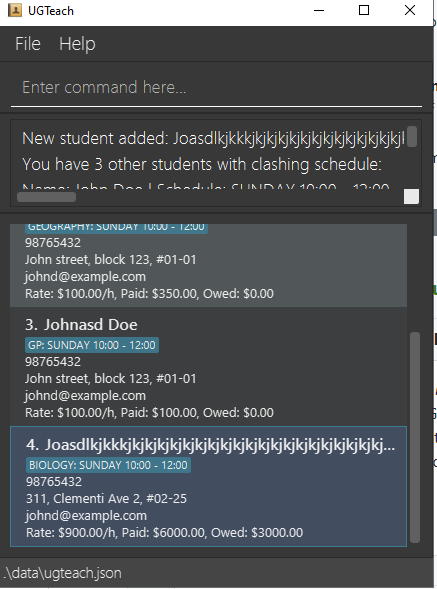 UGTeach
File Help
Enter command here...
New student added: Joasdlkjkkkjkjkjkjkjkjkjkjkjkjkjkjkjl
You have 3 other students with clashing schedule:
Name: John Doe | Schedule: SUNDAY 10:00 - 12:00
GEOGRAPHY: SUNDAY 10:00 - 12:00
98765432
John street, block 123, #01-01
johnd@example.com
Rate: $100.00/h, Paid: $350.00, Owed: $0.00
3. Johnasd Doe
GP: SUNDAY 10:00 - 12:00
98765432
John street, block 123, #01-01
johnd@example.com
Rate: $100.00/h, Paid: $100.00, Owed: $0.00
4. Joasdlkjkkkjkjkjkjkjkjkjkjkjkjkjkjkjkjkjkjkjkj...
BIOLOGY: SUNDAY 10:00 - 12:00
98765432
311, Clementi Ave 2, #02-25
johnd@example.com
Rate: $900.00/h, Paid: $6000.00, Owed: $3000.00
.\data\ugteach.json